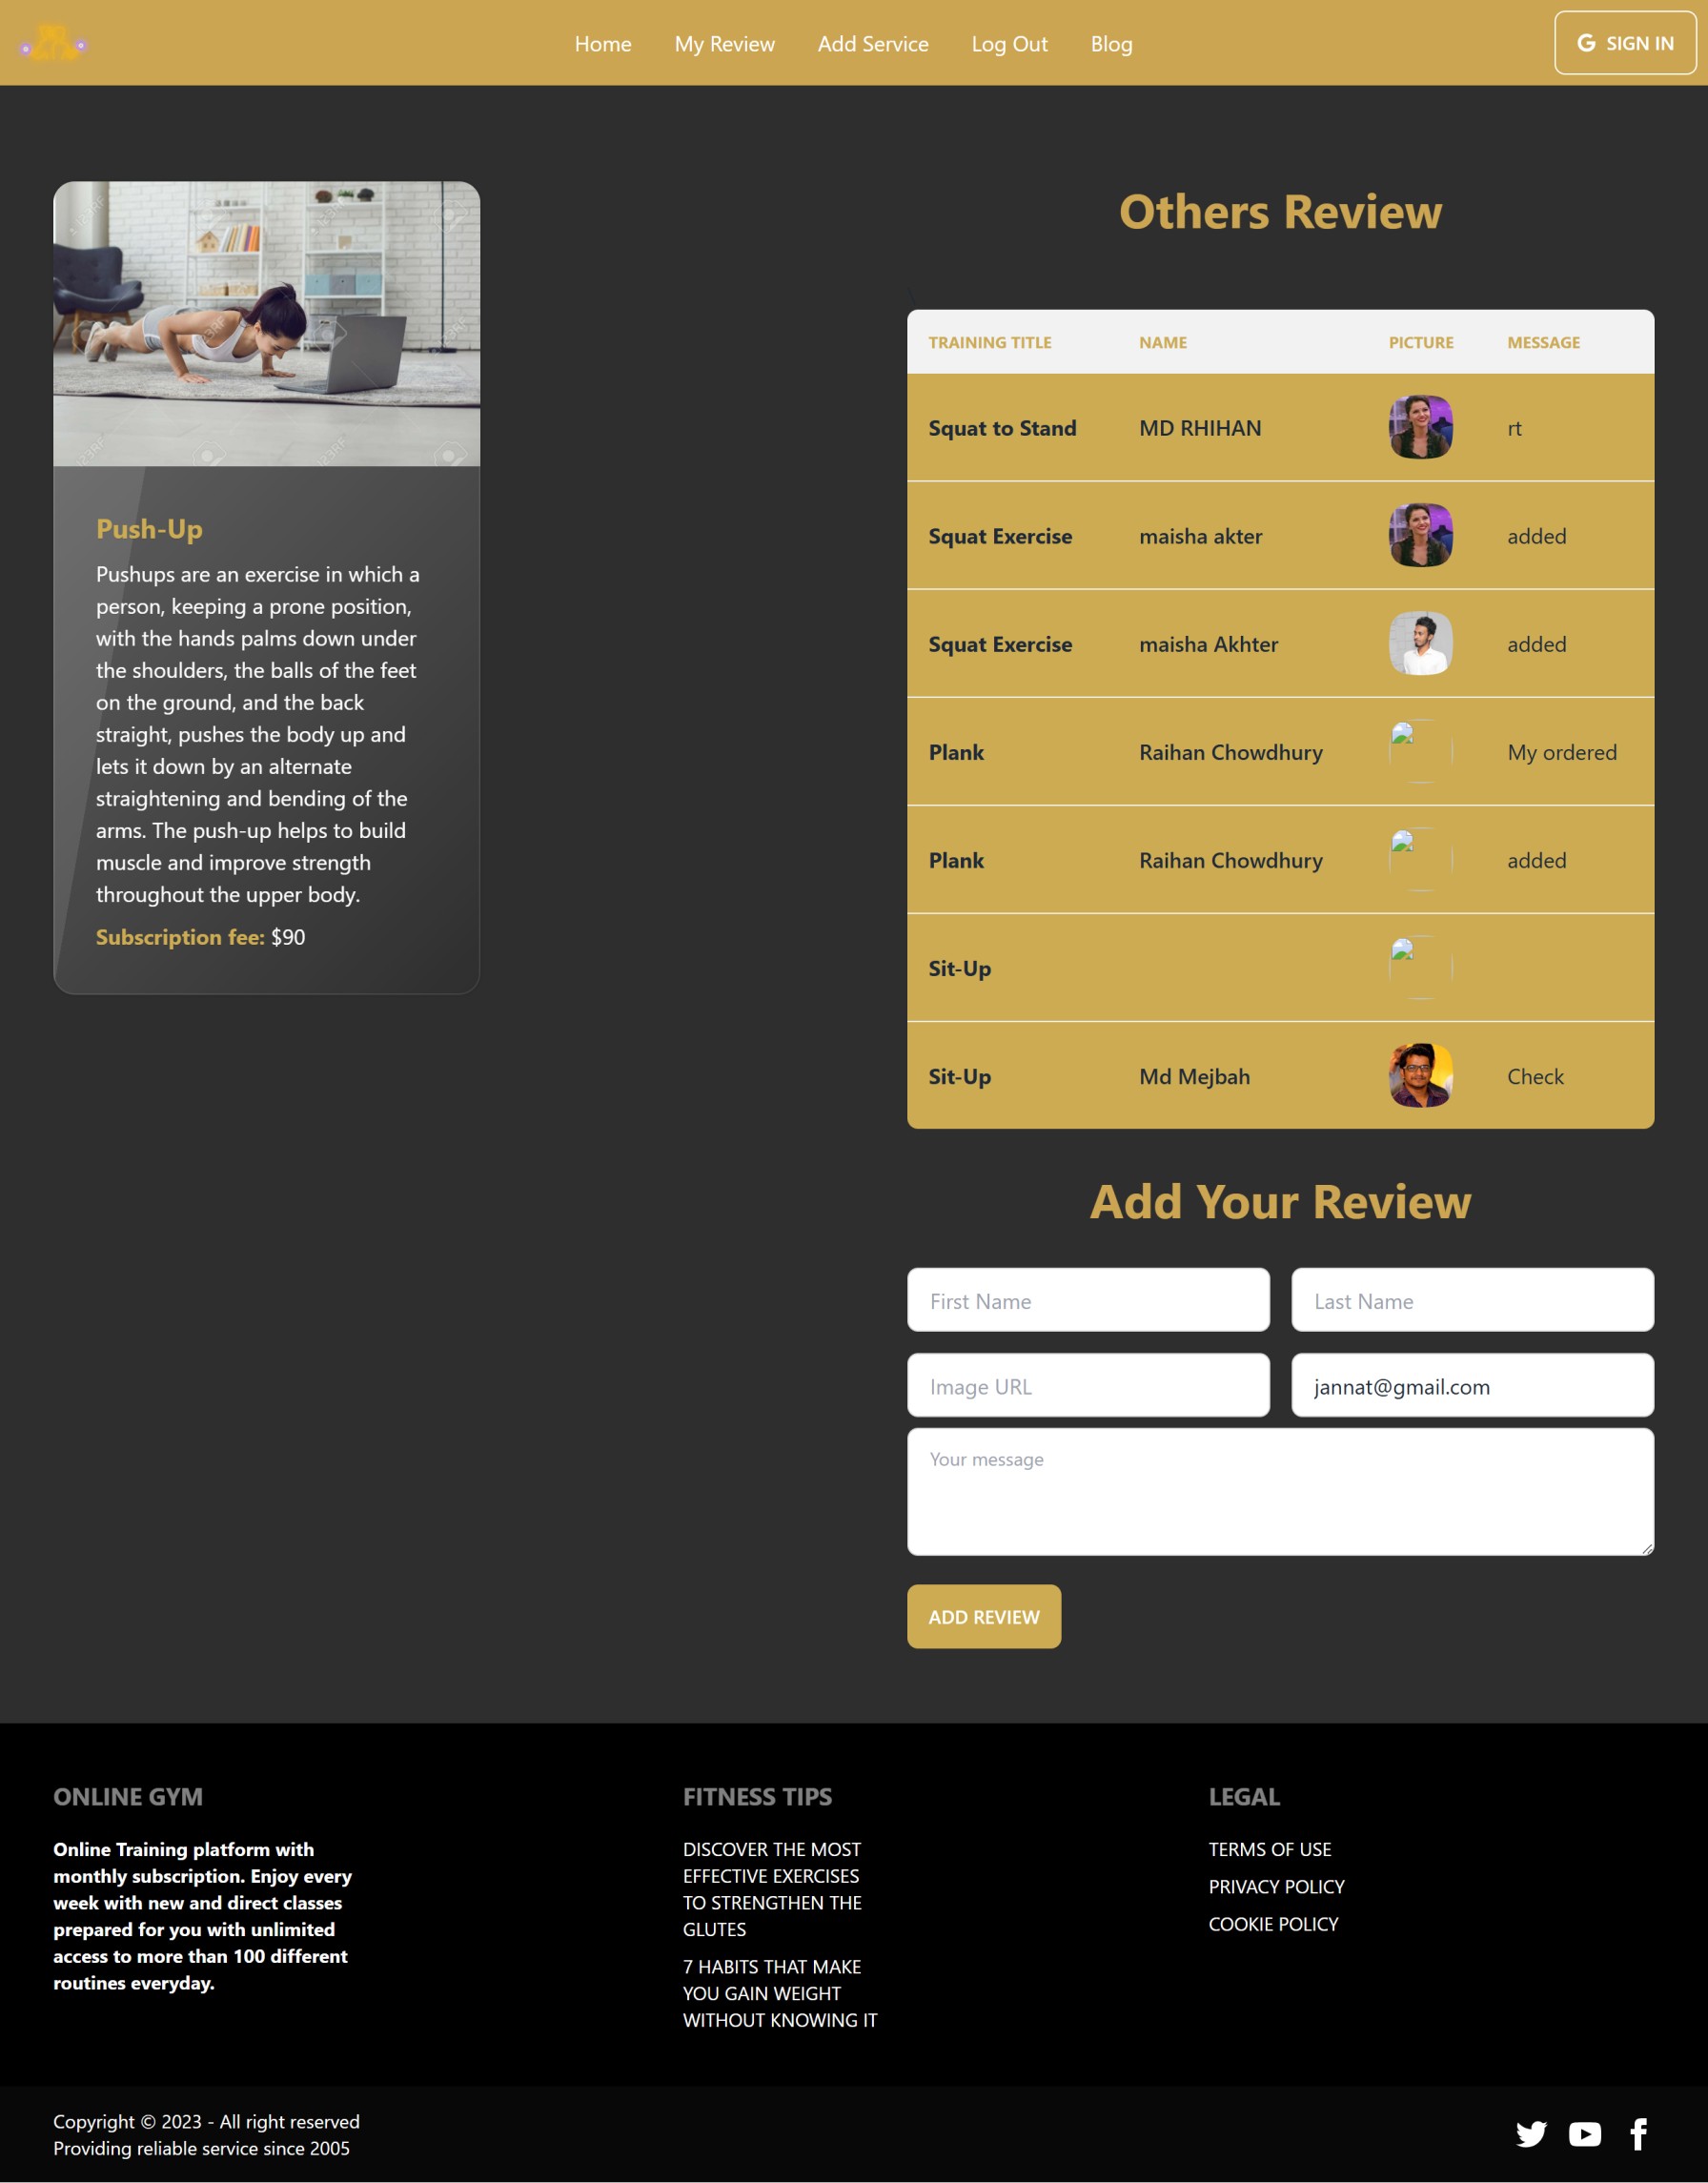 Home My Review Add Service Log Out Blog
G SIGN IN
123RF
Push-Up
Pushups are an exercise in which a
person, keeping a prone position,
with the hands palms down under
the shoulders, the balls of the feet
on the ground, and the back
straight, pushes the body up and
lets it down by an alternate
straightening and bending of the
arms. The push-up helps to build
muscle and improve strength
throughout the upper body.
Subscription fee: $90
Others Review
TRAINING TITLE NAME PICTURE MESSAGE
Squat to Stand MD RHIHAN rt
Squat Exercise maisha akter added
Squat Exercise maisha Akhter added
Plank Raihan Chowdhury My ordered
Plank Raihan Chowdhury added
Sit-Up
Sit-Up Md Mejbah Check
Add Your Review
First Name Last Name
Image URL jannat@gmail.com
Your message
ADD REVIEW
ONLINE GYM
Online Training platform with
monthly subscription. Enjoy every
week with new and direct classes
prepared for you with unlimited
access to more than 100 different
routines everyday.
FITNESS TIPS
DISCOVER THE MOST
EFFECTIVE EXERCISES
TO STRENGTHEN THE
GLUTES
7 HABITS THAT MAKE
YOU GAIN WEIGHT
WITHOUT KNOWING IT
LEGAL
TERMS OF USE
PRIVACY POLICY
COOKIE POLICY
Copyright © 2023 - All right reserved
Providing reliable service since 2005